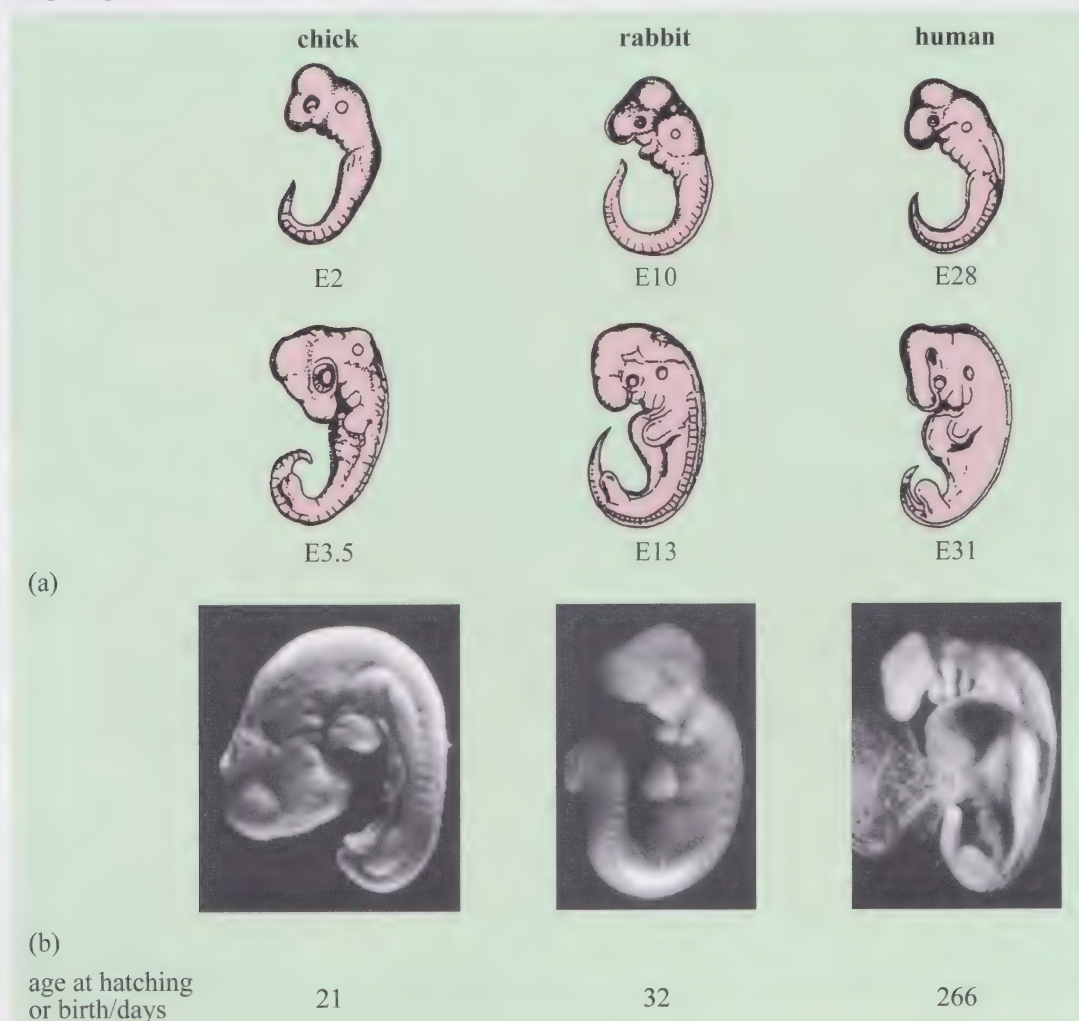 chick rabbit human
E2 E10 E28
E3.5 E13 E31
(a)
(b)
age at hatching
or birth/days 21 32 266